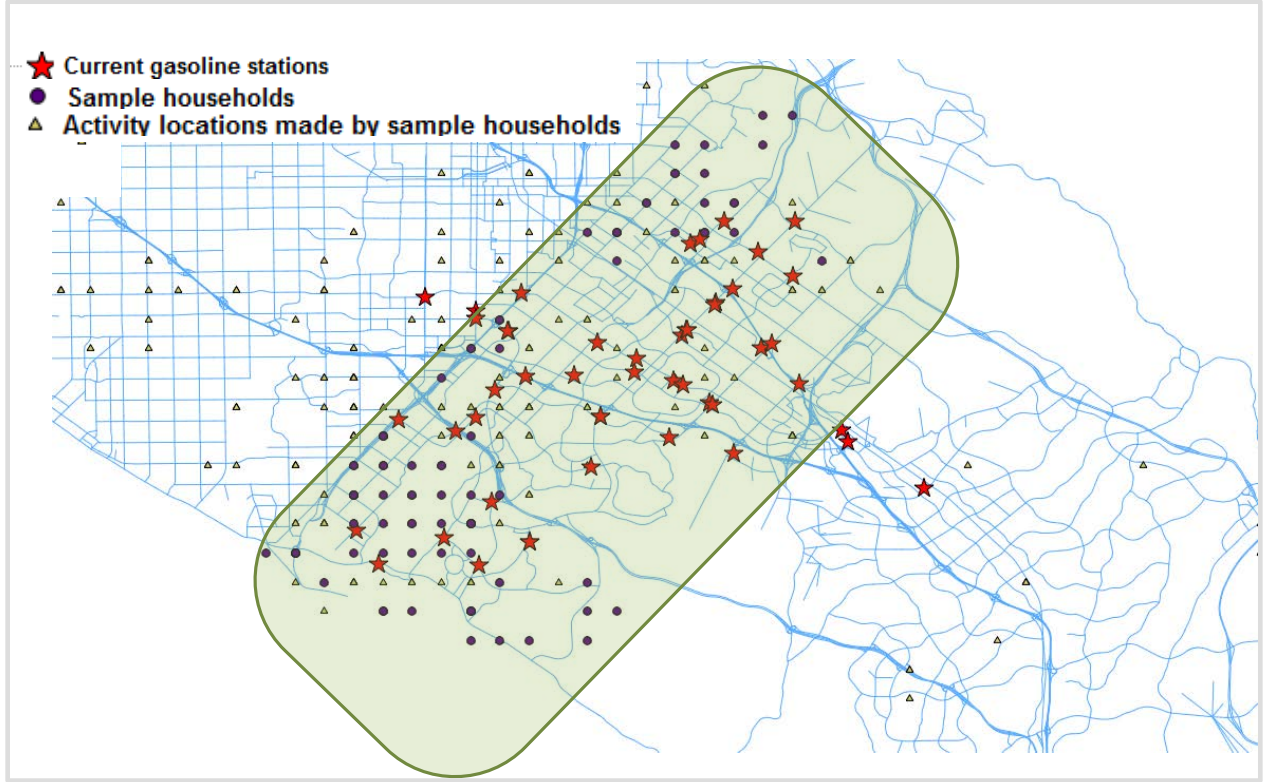 Current gasoline stations
Sample households
Activity locations made by sample households